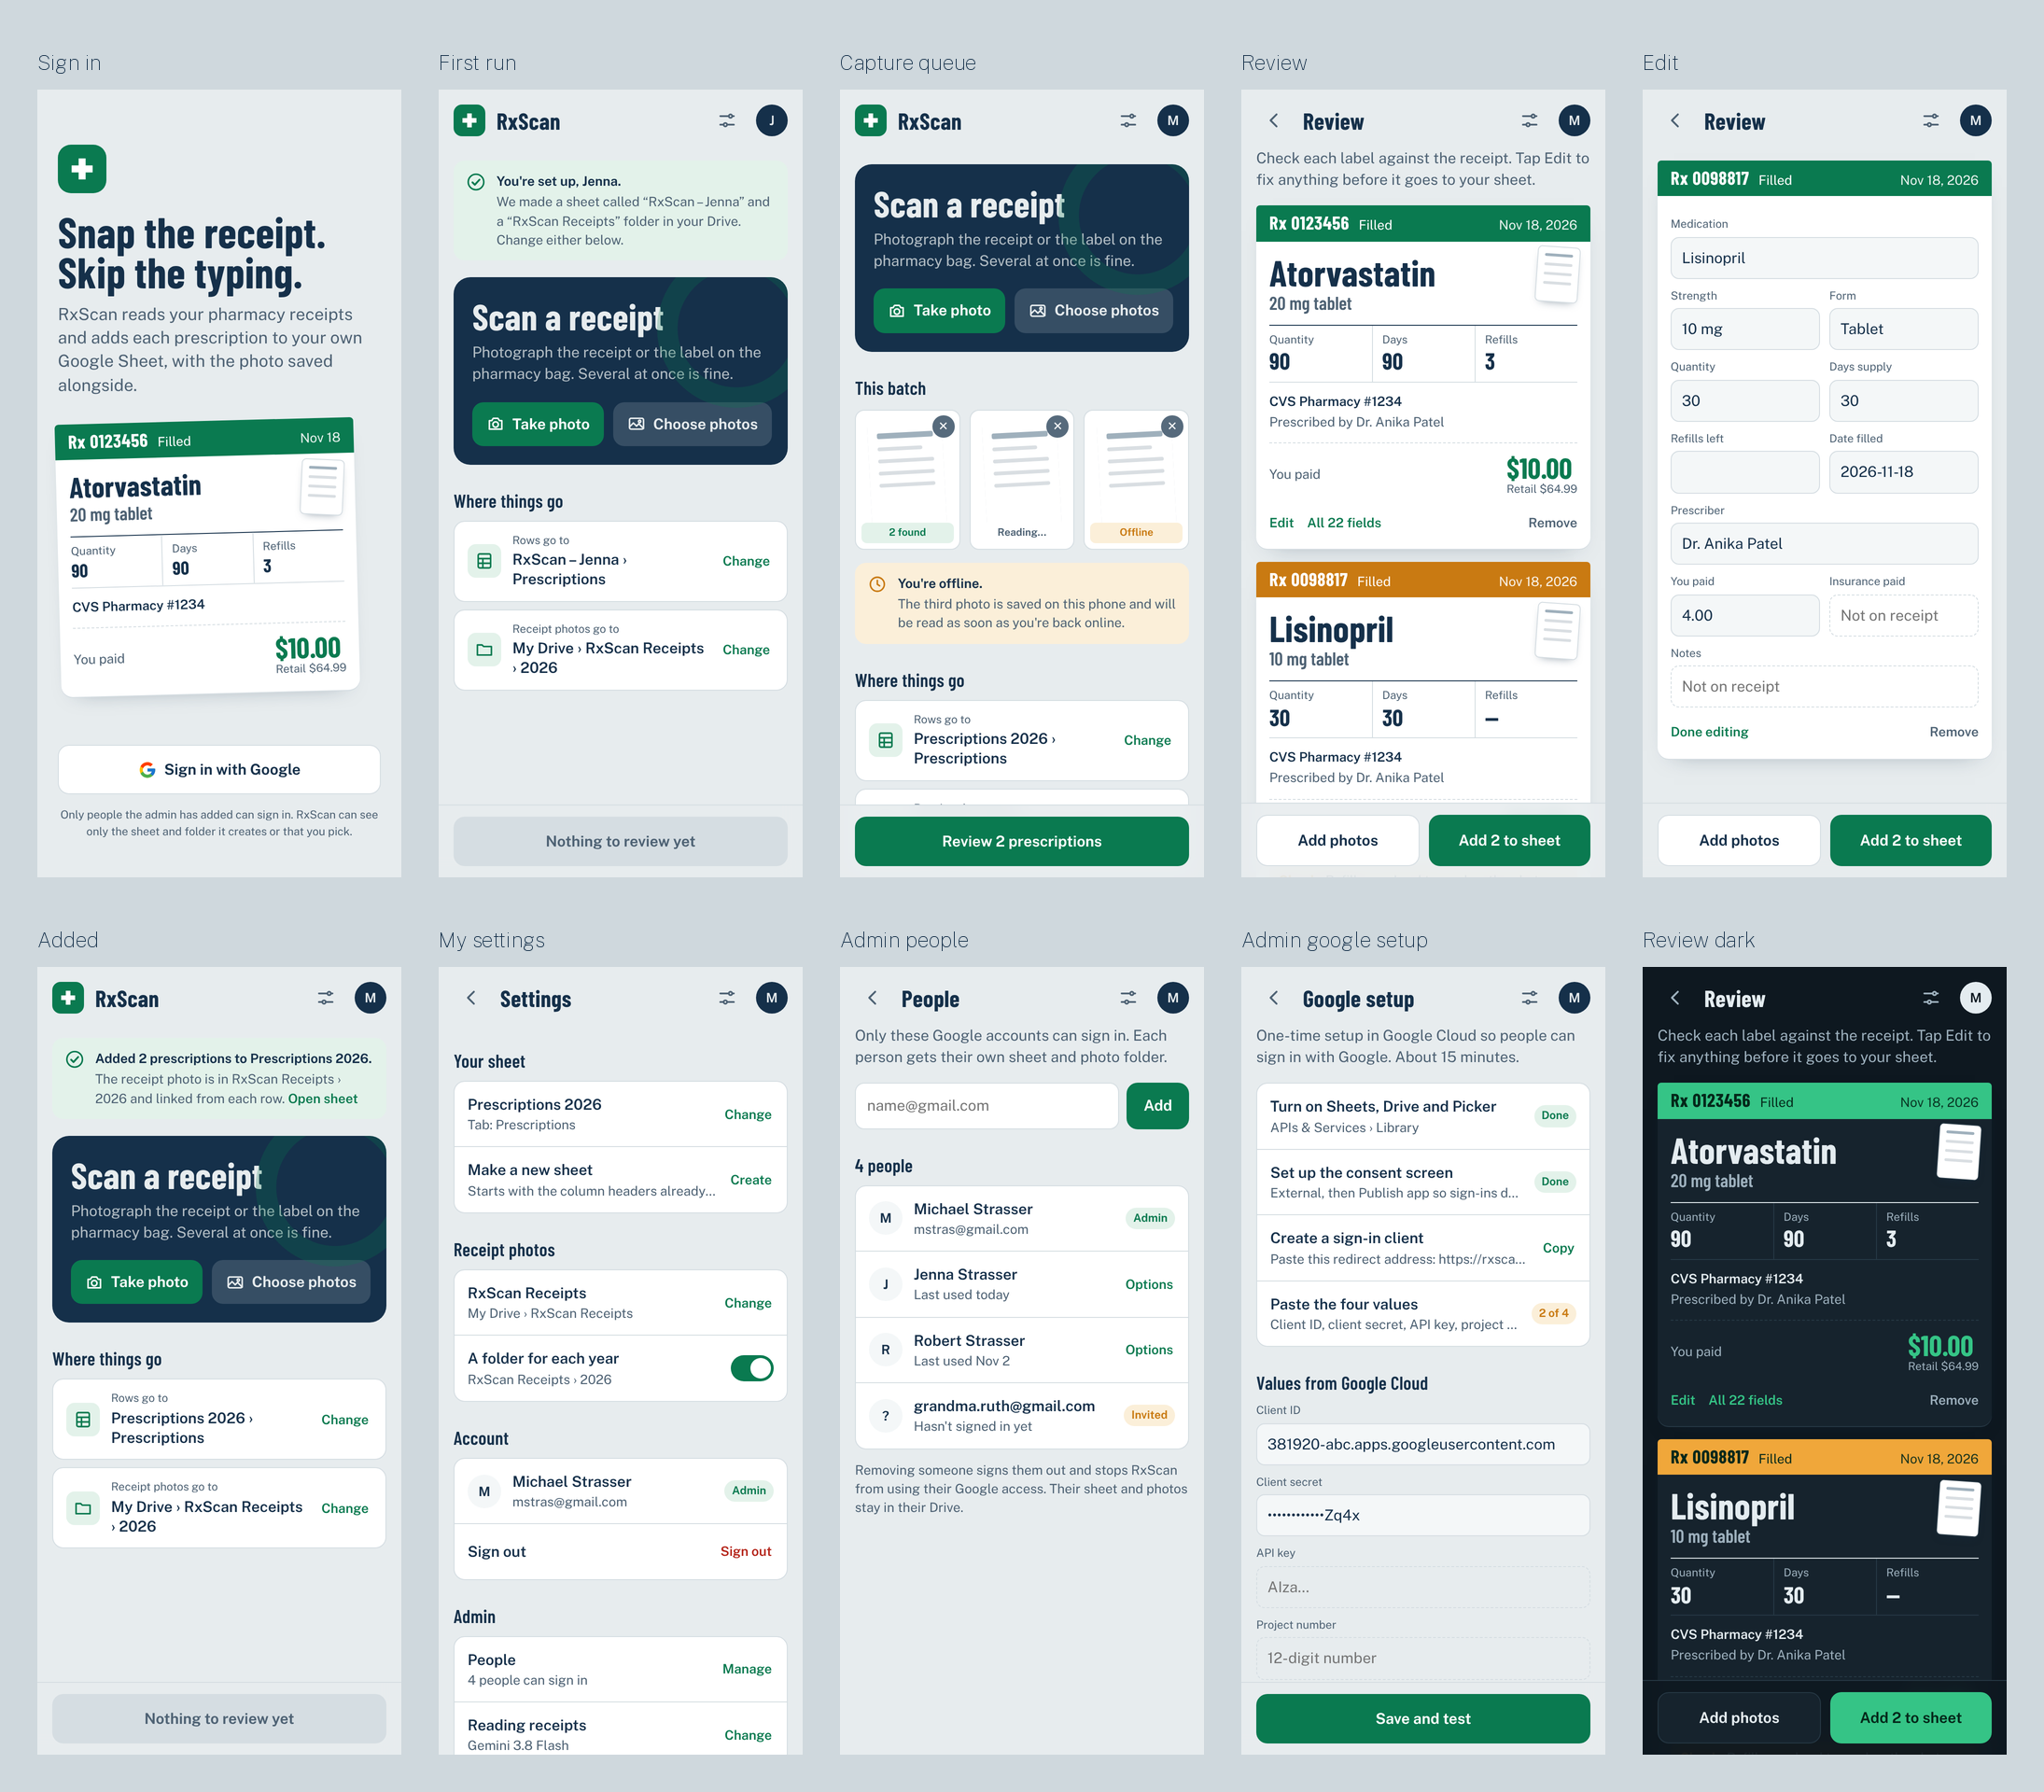 Sign in
Snap the receipt.
Skip the typing.
RxScan reads your pharmacy receipts
and adds each prescription to your own
Google Sheet, with the photo saved
alongside.
Rx 0123456 Filled Nov 18
Atorvastatin
20 mg tablet
Quantity Days Refills
90 90 3
CVS Pharmacy #1234
You paid $10.00
Retail $64.99
Sign in with Google
Only people the admin has added can sign in. RxScan can see
only the sheet and folder it creates or that you pick.
First run
RxScan J
You're set up, Jenna.
We made a sheet called “RxScan – Jenna” and
a “RxScan Receipts” folder in your Drive.
Change either below.
Scan a receipt
Photograph the receipt or the label on the
pharmacy bag. Several at once is fine.
Take photo Choose photos
Where things go
Rows go to
RxScan – Jenna ›
Prescriptions
Change
Receipt photos go to
My Drive › RxScan Receipts
› 2026
Change
Nothing to review yet
Capture queue
RxScan M
Scan a receipt
Photograph the receipt or the label on the
pharmacy bag. Several at once is fine.
Take photo Choose photos
This batch
2 found Reading... Offline
You're offline.
The third photo is saved on this phone and will
be read as soon as you're back online.
Where things go
Rows go to
Prescriptions 2026 ›
Prescriptions
Change
Review 2 prescriptions
Review
Review M
Check each label against the receipt. Tap Edit to
fix anything before it goes to your sheet.
Rx 0123456 Filled Nov 18, 2026
Atorvastatin
20 mg tablet
Quantity Days Refills
90 90 3
CVS Pharmacy #1234
Prescribed by Dr. Anika Patel
You paid $10.00
Retail $64.99
Edit All 22 fields Remove
Rx 0098817 Filled Nov 18, 2026
Lisinopril
10 mg tablet
Quantity Days Refills
30 30 –
CVS Pharmacy #1234
Prescribed by Dr. Anika Patel
Add photos Add 2 to sheet
Edit
Review M
Rx 0098817 Filled Nov 18, 2026
Medication
Lisinopril
Strength Form
10 mg Tablet
Quantity Days supply
30 30
Refills left Date filled
2026-11-18
Prescriber
Dr. Anika Patel
You paid Insurance paid
4.00 Not on receipt
Notes
Not on receipt
Done editing Remove
Add photos Add 2 to sheet
Added
RxScan M
Added 2 prescriptions to Prescriptions 2026.
The receipt photo is in RxScan Receipts ›
2026 and linked from each row. Open sheet
Scan a receipt
Photograph the receipt or the label on the
pharmacy bag. Several at once is fine.
Take photo Choose photos
Where things go
Rows go to
Prescriptions 2026 ›
Prescriptions
Change
Receipt photos go to
My Drive › RxScan Receipts
› 2026
Change
Nothing to review yet
My settings
Settings M
Your sheet
Prescriptions 2026
Tab: Prescriptions
Change
Make a new sheet
Starts with the column headers already...
Create
Receipt photos
RxScan Receipts
My Drive › RxScan Receipts
Change
A folder for each year
RxScan Receipts › 2026
Account
M Michael Strasser
mstras@gmail.com
Admin
Sign out Sign out
Admin
People
4 people can sign in
Manage
Reading receipts
Gemini 3.8 Flash
Change
Admin people
People M
Only these Google accounts can sign in. Each
person gets their own sheet and photo folder.
name@gmail.com Add
4 people
M Michael Strasser
mstras@gmail.com
Admin
J Jenna Strasser
Last used today
Options
R Robert Strasser
Last used Nov 2
Options
? grandma.ruth@gmail.com
Hasn't signed in yet
Invited
Removing someone signs them out and stops RxScan
from using their Google access. Their sheet and photos
stay in their Drive.
Admin google setup
Google setup M
One-time setup in Google Cloud so people can
sign in with Google. About 15 minutes.
Turn on Sheets, Drive and Picker
APIs & Services › Library
Done
Set up the consent screen
External, then Publish app so sign-ins d...
Done
Create a sign-in client
Paste this redirect address: https://rxsca...
Copy
Paste the four values
Client ID, client secret, API key, project ...
2 of 4
Values from Google Cloud
Client ID
381920-abc.apps.googleusercontent.com
Client secret
••••••••••••Zq4x
API key
AIza...
Project number
12-digit number
Save and test
Review dark
Review M
Check each label against the receipt. Tap Edit to
fix anything before it goes to your sheet.
Rx 0123456 Filled Nov 18, 2026
Atorvastatin
20 mg tablet
Quantity Days Refills
90 90 3
CVS Pharmacy #1234
Prescribed by Dr. Anika Patel
You paid $10.00
Retail $64.99
Edit All 22 fields Remove
Rx 0098817 Filled Nov 18, 2026
Lisinopril
10 mg tablet
Quantity Days Refills
30 30 –
CVS Pharmacy #1234
Prescribed by Dr. Anika Patel
Add photos Add 2 to sheet